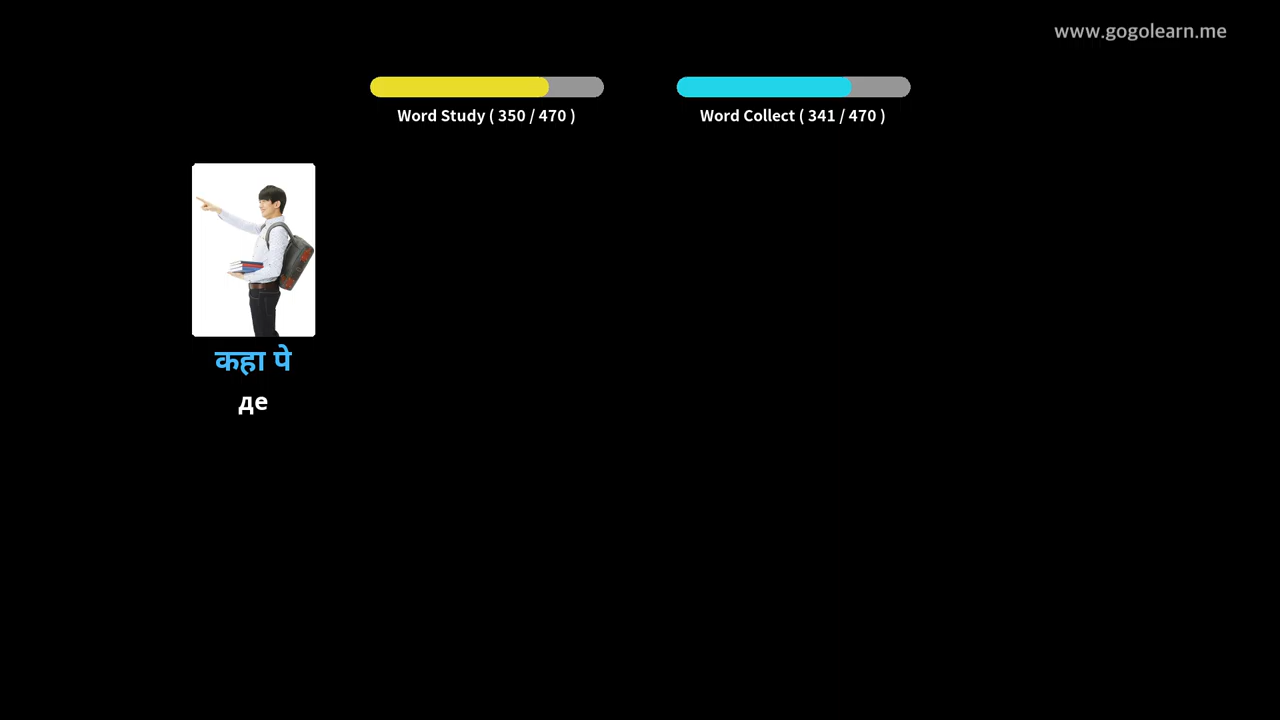 www.gogolearn.me
Word Study ( 350 / 470 )
Word Collect ( 341 / 470 )
कहा पे
де